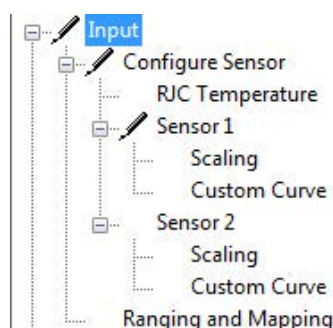 Input
Configure Sensor
RJC Temperature
Sensor 1
Scaling
Custom Curve
Sensor 2
Scaling
Custom Curve
Ranging and Mapping